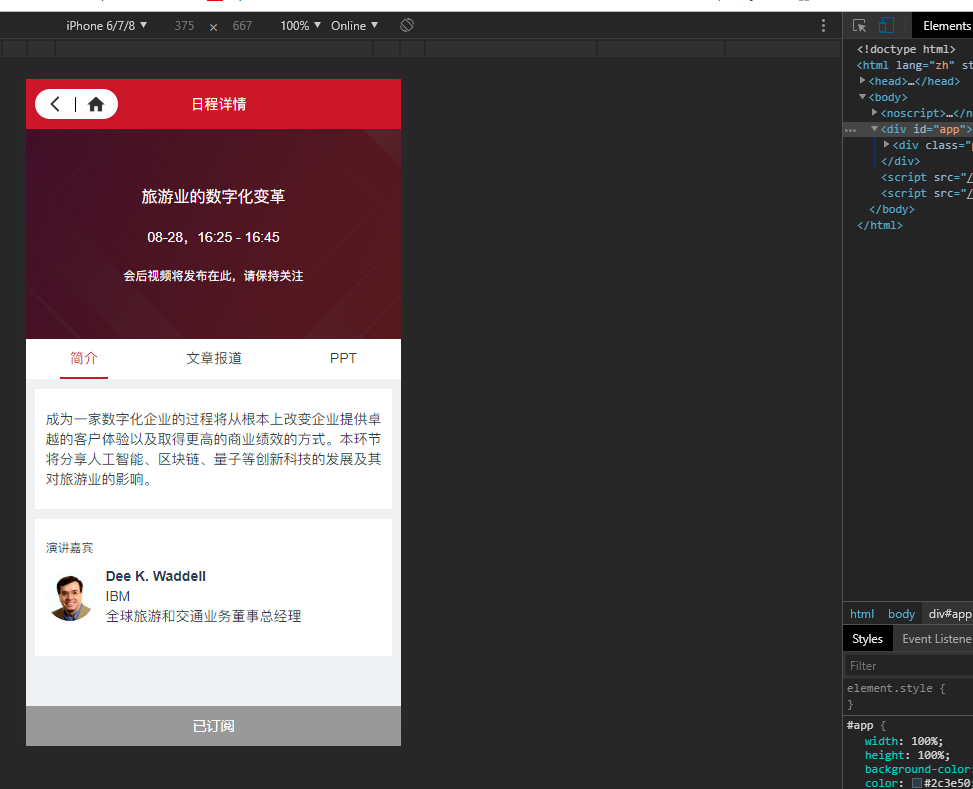 iPhone 6/7/8 ▼ 375 × 667 100% ▼ Online ▼
Elements
日程详情
旅游业的数字化变革
08-28，16:25 - 16:45
会后视频将发布在此，请保持关注
简介 文章报道 PPT
成为一家数字化企业的过程将从根本上改变企业提供卓
越的客户体验以及取得更高的商业绩效的方式。本环节
将分享人工智能、区块链、量子等创新科技的发展及其
对旅游业的影响。
演讲嘉宾
Dee K. Waddell
IBM
全球旅游和交通业务董事总经理
已订阅
<!doctype html>
<html lang="zh" st
<head>…</head>
<body>
<noscript>…</n
<div id="app">
<div class="
</div>
<script src="/
<script src="/
</body>
</html>
html body div#app
Styles Event Listene
Filter
element.style {
}
#app {
width: 100%;
height: 100%;
background-color:
color: #2c3e50;